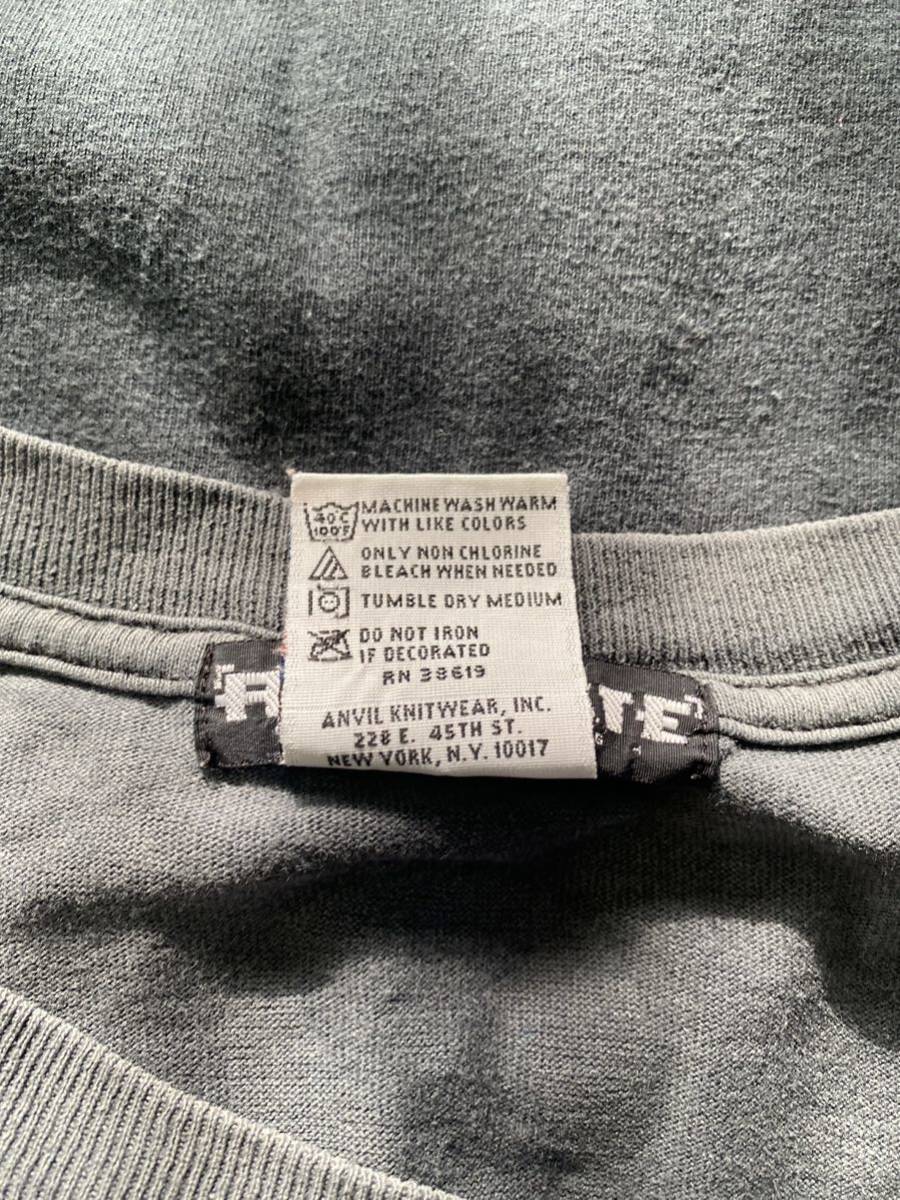 40°C
100°F
MACHINE WASH WARM
WITH LIKE COLORS
ONLY NON CHLORINE
BLEACH WHEN NEEDED
TUMBLE DRY MEDIUM
DO NOT IRON
IF DECORATED
RN 38619
ANVIL KNITWEAR, INC.
228 E. 45TH ST.
NEW YORK, N.Y. 10017